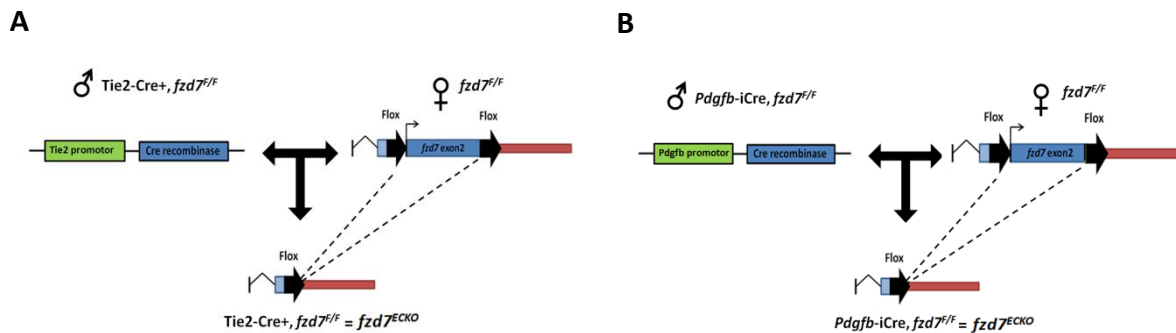 A
♂ Tie2-Cre+, fzd7F/F
♀ fzd7F/F
Flox
Flox
Tie2 promotor
Cre recombinase
fzd7 exon2
Flox
Tie2-Cre+, fzd7F/F = fzd7ECKO
B
♂ Pdgfb-iCre, fzd7F/F
♀ fzd7F/F
Flox
Flox
Pdgfb promotor
Cre recombinase
fzd7 exon2
Flox
Pdgfb-iCre, fzd7F/F = fzd7ECKO